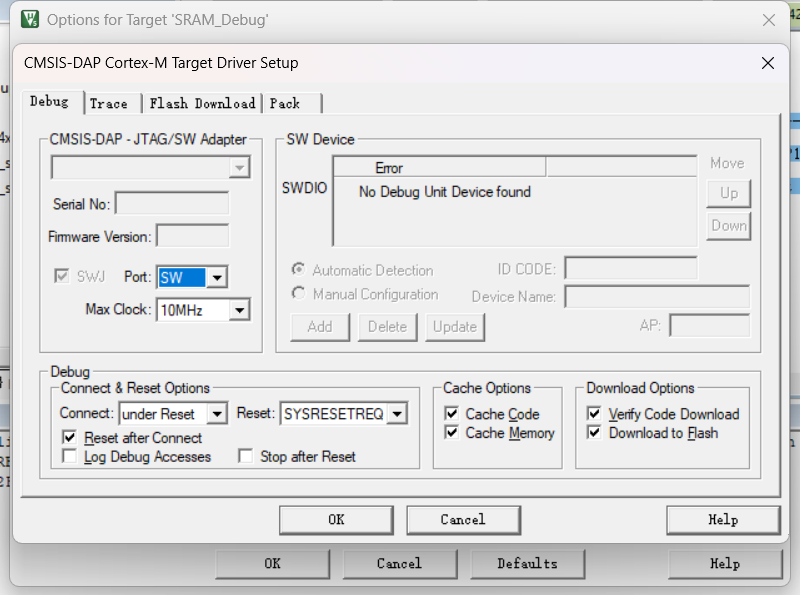 Options for Target 'SRAM_Debug'
CMSIS-DAP Cortex-M Target Driver Setup
Debug Trace Flash Download Pack
CMSIS-DAP - JTAG/SW Adapter
Serial No:
Firmware Version:
SWJ Port: SW
Max Clock: 10MHz
SW Device
Error
SWDIO No Debug Unit Device found
Move
Up
Down
Automatic Detection ID CODE:
Manual Configuration Device Name:
Add Delete Update AP:
Debug
Connect & Reset Options
Connect: under Reset Reset: SYSRESETREQ
Reset after Connect
Log Debug Accesses Stop after Reset
Cache Options
Cache Code
Cache Memory
Download Options
Verify Code Download
Download to Flash
OK Cancel Help
OK Cancel Defaults Help